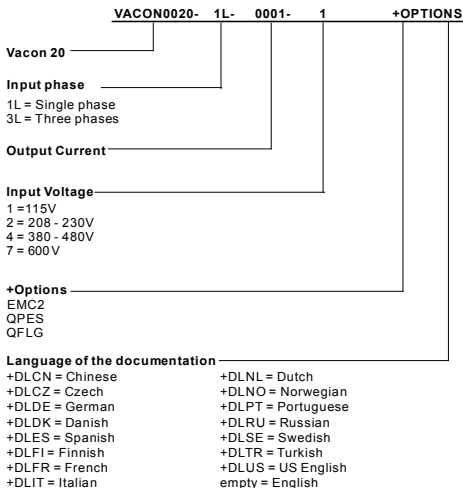 VACON0020- 1L- 0001- 1 +OPTIONS
Vacon 20
Input phase
1L = Single phase
3L = Three phases
Output Current
Input Voltage
1 =115V
2 = 208 - 230V
4 = 380 - 480V
7 = 600V
+Options
EMC2
QPES
QFLG
Language of the documentation
+DLCN = Chinese
+DLCZ = Czech
+DLDE = German
+DLDK = Danish
+DLES = Spanish
+DLFI = Finnish
+DLFR = French
+DLIT = Italian
+DLNL = Dutch
+DLNO = Norwegian
+DLPT = Portuguese
+DLRU = Russian
+DLSE = Swedish
+DLTR = Turkish
+DLUS = US English
empty = English